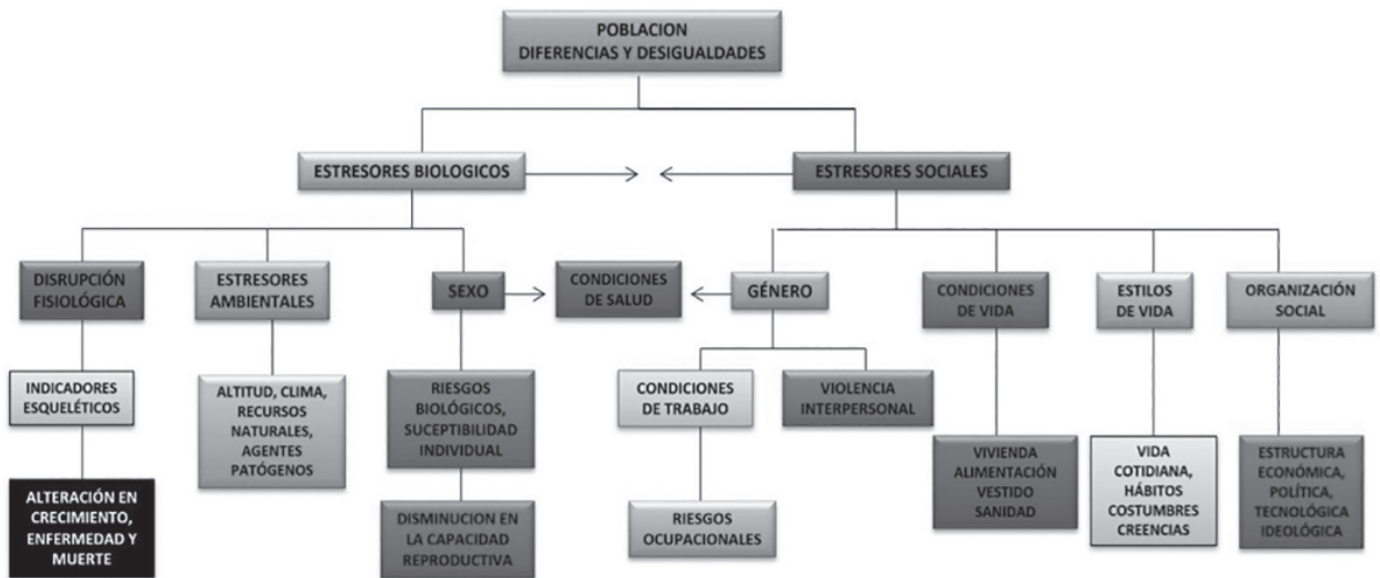 POBLACION
DIFERENCIAS Y DESIGUALDADES
ESTRESORES BIOLOGICOS
ESTRESORES SOCIALES
DISRUPCIÓN
FISIOLÓGICA
ESTRESORES
AMBIENTALES
SEXO
CONDICIONES
DE SALUD
GÉNERO
CONDICIONES
DE VIDA
ESTILOS
DE VIDA
ORGANIZACIÓN
SOCIAL
INDICADORES
ESQUELÉTICOS
ALTITUD, CLIMA,
RECURSOS
NATURALES,
AGENTES
PATÓGENOS
RIESGOS
BIOLÓGICOS,
SUCEPTIBILIDAD
INDIVIDUAL
CONDICIONES
DE TRABAJO
VIOLENCIA
INTERPERSONAL
VIVIENDA
ALIMENTACIÓN
VESTIDO
SANIDAD
VIDA
COTIDIANA,
HÁBITOS
COSTUMBRES
CREENCIAS
ESTRUCTURA
ECONÓMICA,
POLÍTICA,
TECNOLÓGICA
IDEOLÓGICA
ALTERACIÓN EN
CRECIMIENTO,
ENFERMEDAD Y
MUERTE
DISMINUCION EN
LA CAPACIDAD
REPRODUCTIVA
RIESGOS
OCUPACIONALES